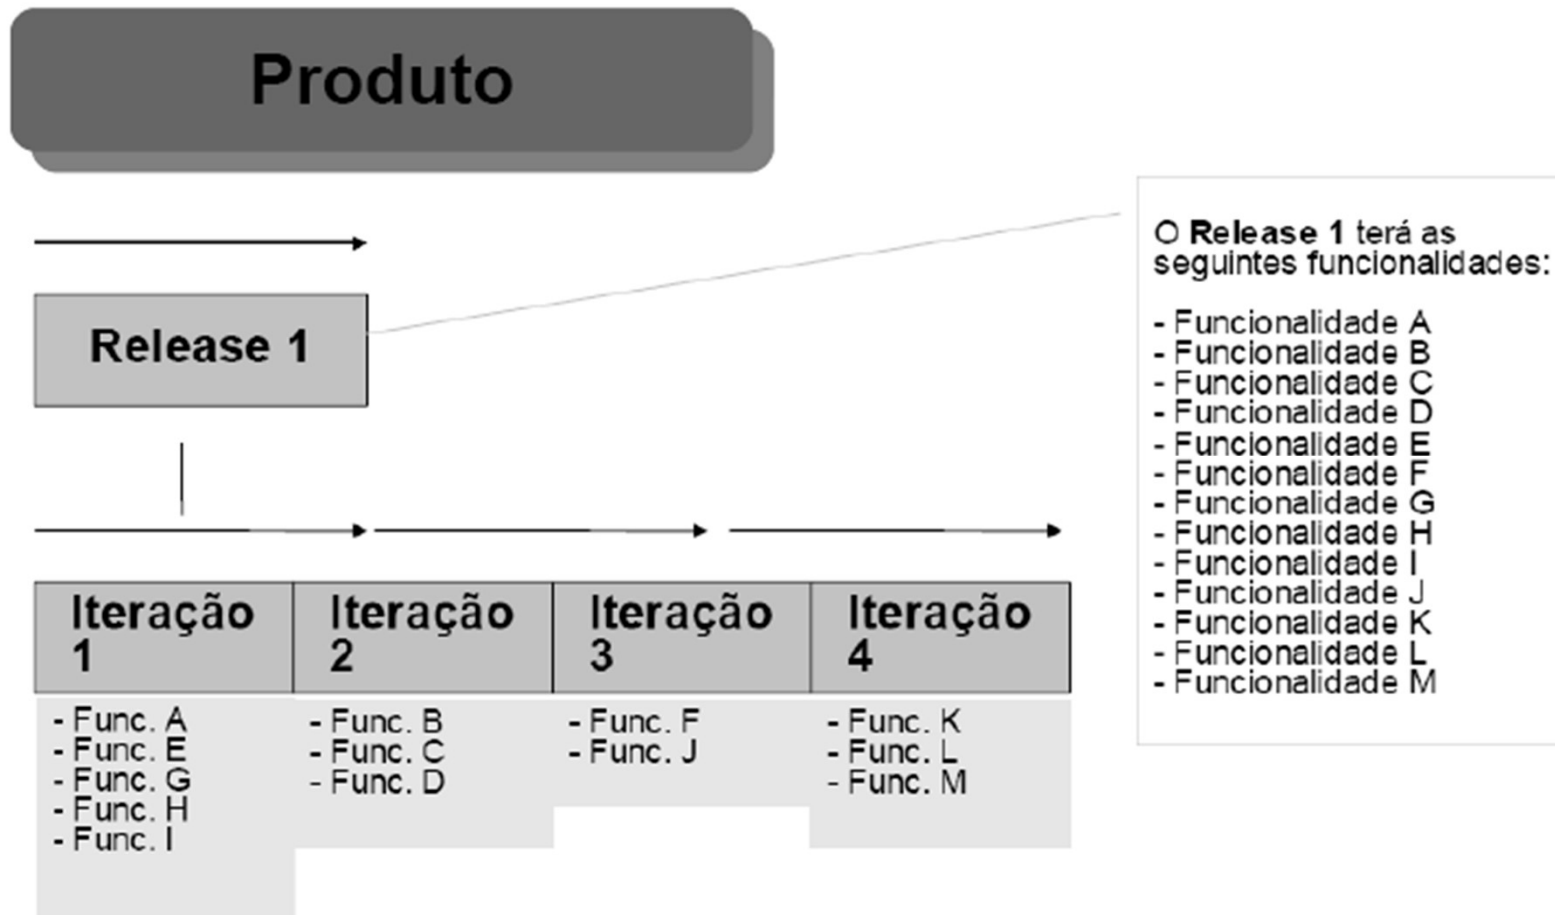 Produto
Release 1
O Release 1 terá as
seguintes funcionalidades:
- Funcionalidade A
- Funcionalidade B
- Funcionalidade C
- Funcionalidade D
- Funcionalidade E
- Funcionalidade F
- Funcionalidade G
- Funcionalidade H
- Funcionalidade I
- Funcionalidade J
- Funcionalidade K
- Funcionalidade L
- Funcionalidade M
Iteração
1
- Func. A
- Func. E
- Func. G
- Func. H
- Func. I
Iteração
2
- Func. B
- Func. C
- Func. D
Iteração
3
- Func. F
- Func. J
Iteração
4
- Func. K
- Func. L
- Func. M